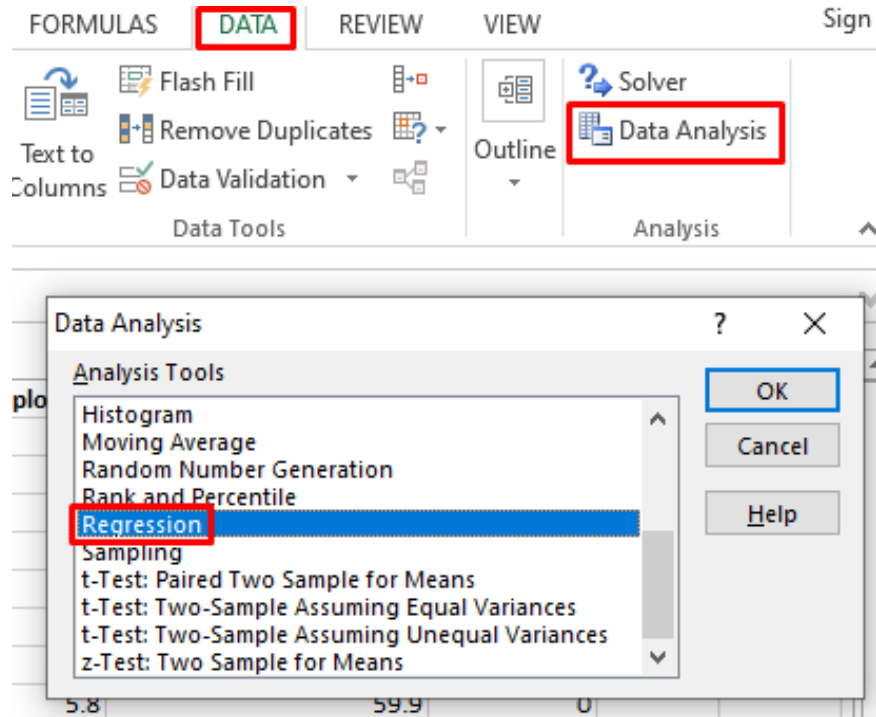 FORMULAS DATA REVIEW VIEW Sign
Flash Fill
Solver
Remove Duplicates
Data Analysis
Text to
Columns
Outline
Data Validation
Data Tools
Analysis
Data Analysis ? X
Analysis Tools
plo
Histogram
Moving Average
Random Number Generation
Rank and Percentile
Regression
Sampling
t-Test: Paired Two Sample for Means
t-Test: Two-Sample Assuming Equal Variances
t-Test: Two-Sample Assuming Unequal Variances
z-Test: Two Sample for Means
OK
Cancel
Help
5.8 59.9 0